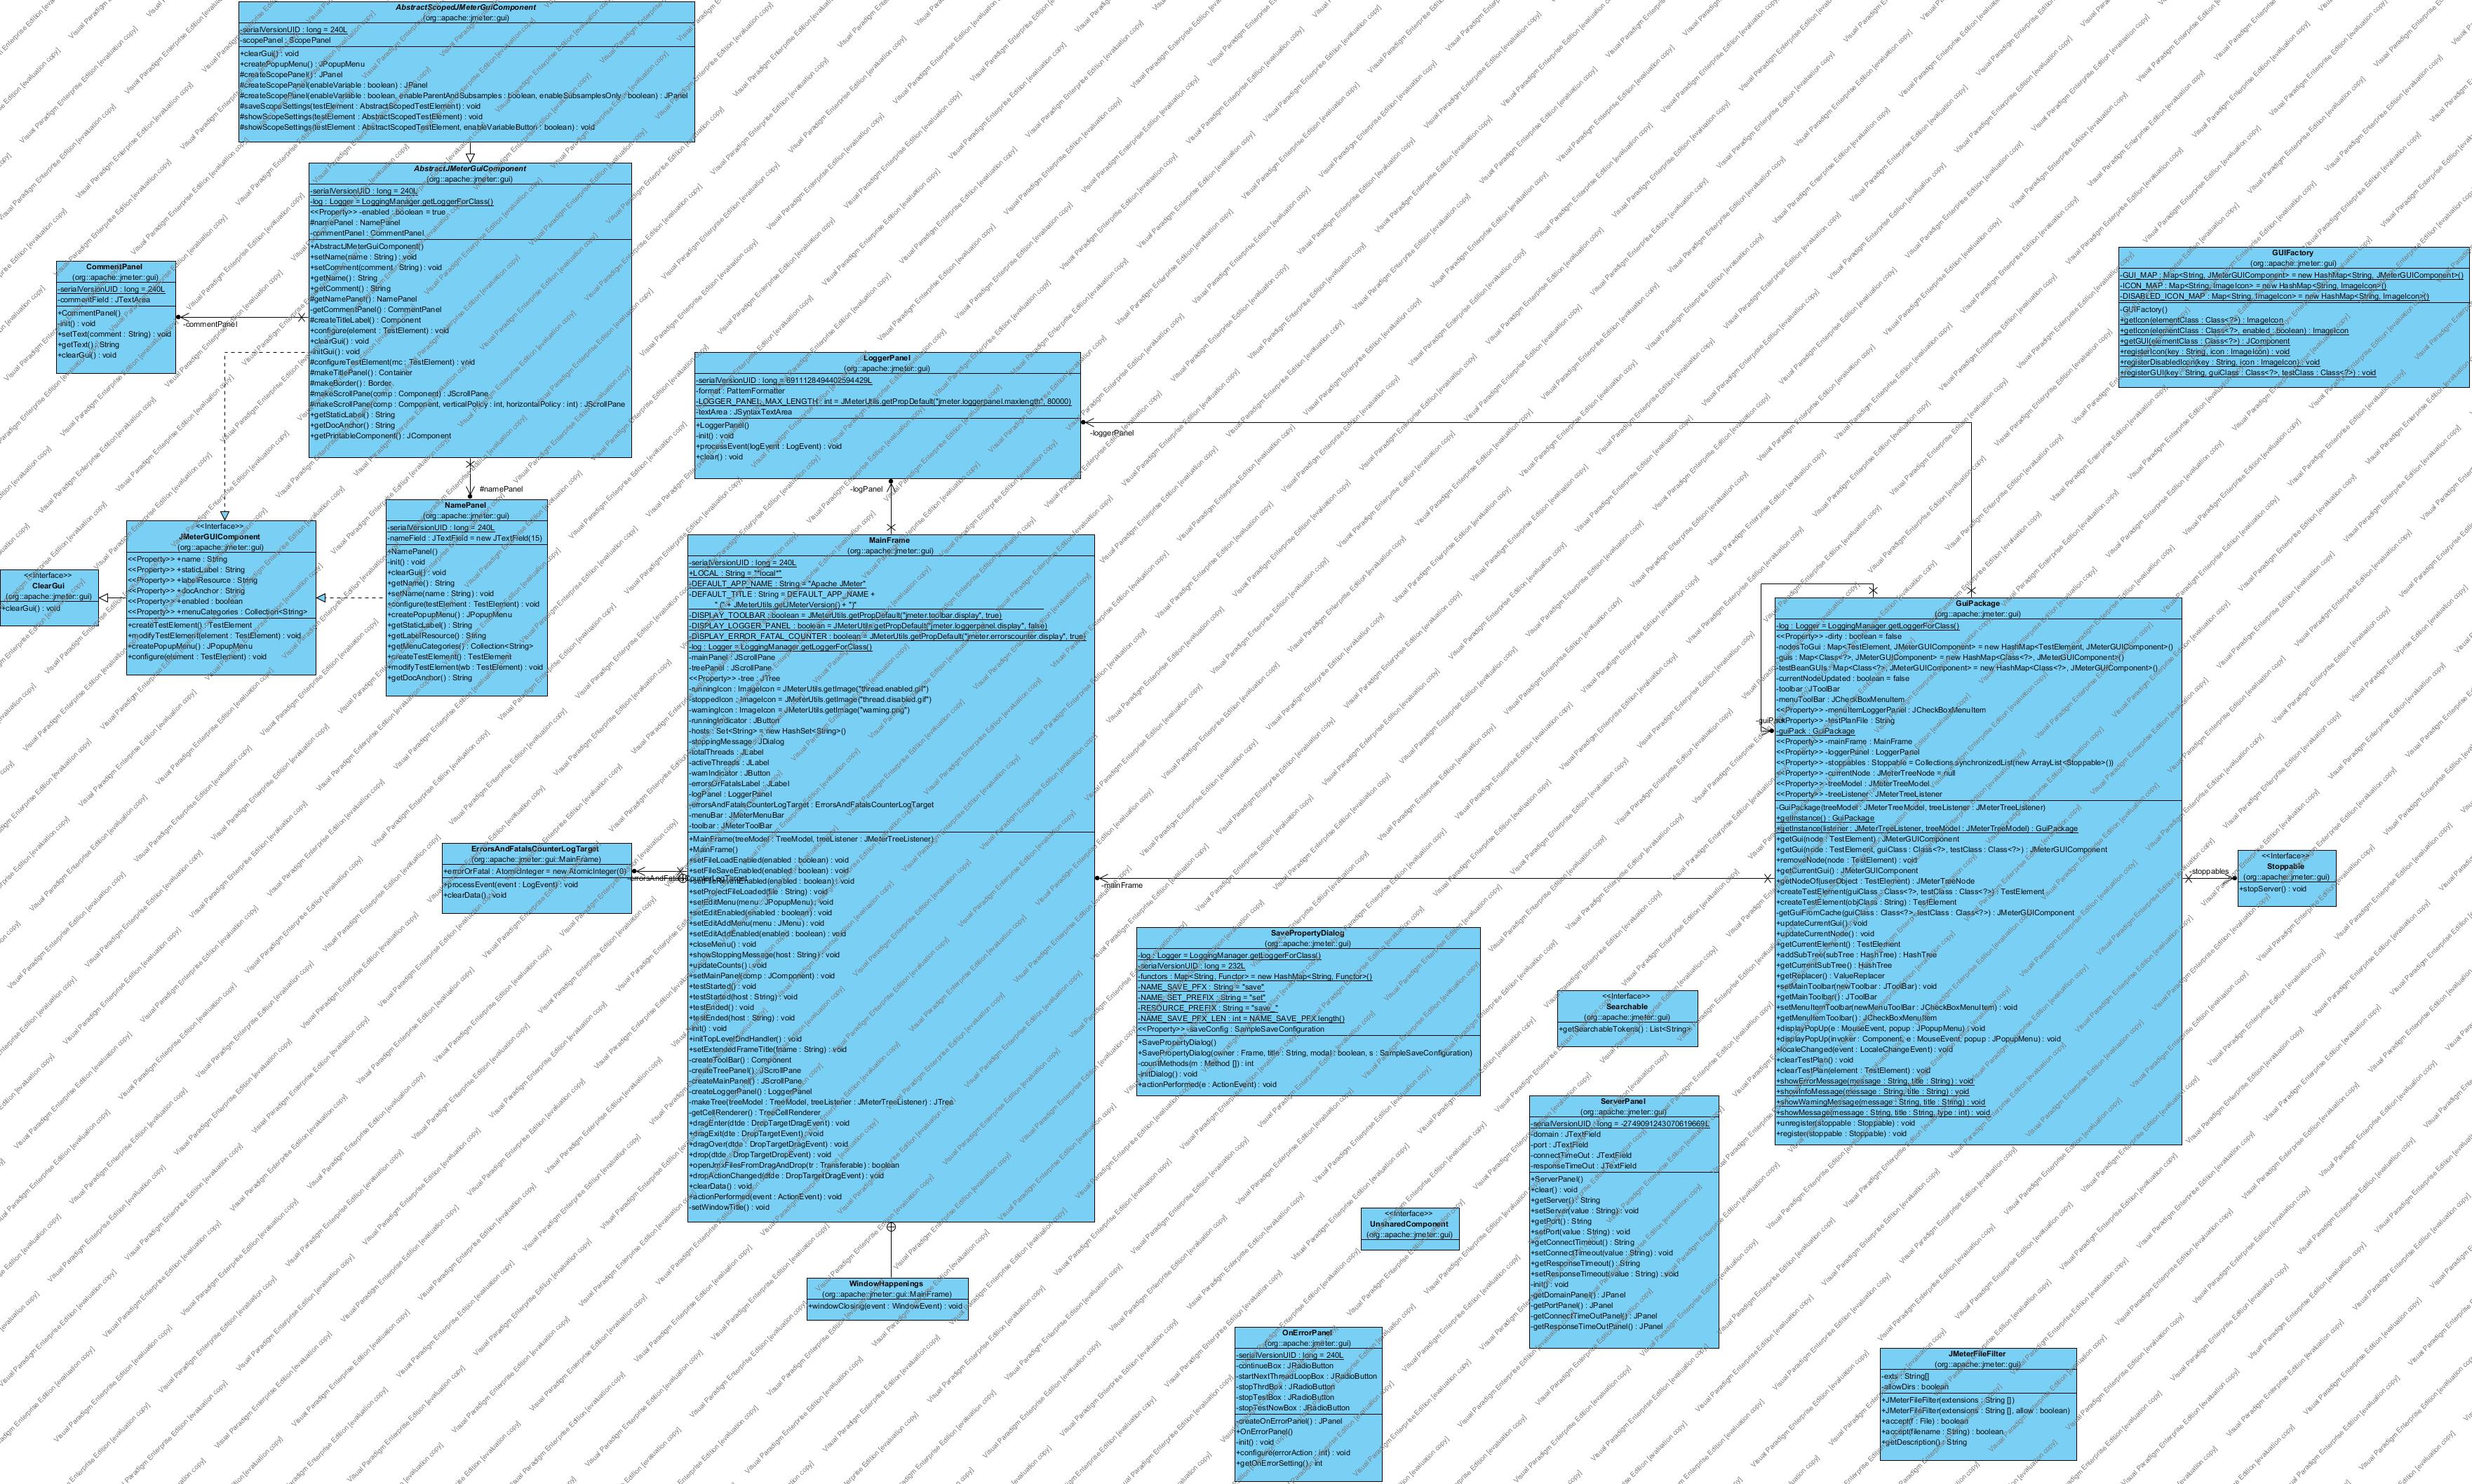 AbstractScopedJMeterGuiComponent
(org::apache::jmeter::gui)
-serialVersionUID : long = 240L
-scopePanel : ScopePanel
+clearGui() : void
+createPopupMenu() : JPopupMenu
#createScopePanel() : JPanel
#createScopePanel(enableVariable : boolean) : JPanel
#createScopePanel(enableVariable : boolean, enableParentAndSubsamples : boolean, enableSubsamplesOnly : boolean) : JPanel
#saveScopeSettings(testElement : AbstractScopedTestElement) : void
#showScopeSettings(testElement : AbstractScopedTestElement) : void
#showScopeSettings(testElement : AbstractScopedTestElement, enableVariableButton : boolean) : void
AbstractJMeterGuiComponent
(org::apache::jmeter::gui)
-serialVersionUID : long = 240L
-log : Logger = LoggingManager.getLoggerForClass()
<<Property>> -enabled : boolean = true
#namePanel : NamePanel
-commentPanel : CommentPanel
+AbstractJMeterGuiComponent()
+setName(name : String) : void
+setComment(comment : String) : void
+getName() : String
+getComment() : String
#getNamePanel() : NamePanel
-getCommentPanel() : CommentPanel
#createTitleLabel() : Component
+configure(element : TestElement) : void
+clearGui() : void
-initGui() : void
#configureTestElement(mc : TestElement) : void
#makeTitlePanel() : Container
#makeBorder() : Border
#makeScrollPane(comp : Component) : JScrollPane
#makeScrollPane(comp : Component, verticalPolicy : int, horizontalPolicy : int) : JScrollPane
+getStaticLabel() : String
+getDocAnchor() : String
+getPrintableComponent() : JComponent
CommentPanel
(org::apache::jmeter::gui)
-serialVersionUID : long = 240L
-commentField : JTextArea
+CommentPanel()
-init() : void
+setText(comment : String) : void
+getText() : String
+clearGui() : void
-commentPanel
#namePanel
GUIFactory
(org::apache::jmeter::gui)
-GUI_MAP : Map<String, JMeterGUIComponent> = new HashMap<String, JMeterGUIComponent>()
-ICON_MAP : Map<String, ImageIcon> = new HashMap<String, ImageIcon>()
-DISABLED_ICON_MAP : Map<String, ImageIcon> = new HashMap<String, ImageIcon>()
-GUIFactory()
+getIcon(elementClass : Class<?>) : ImageIcon
+getIcon(elementClass : Class<?>, enabled : boolean) : ImageIcon
+getGUI(elementClass : Class<?>) : JComponent
+registerIcon(key : String, icon : ImageIcon) : void
+registerDisabledIcon(key : String, icon : ImageIcon) : void
+registerGUI(key : String, guiClass : Class<?>, testClass : Class<?>) : void
LoggerPanel
(org::apache::jmeter::gui)
-serialVersionUID : long = 6911128494402594429L
-format : PatternFormatter
-LOGGER_PANEL_MAX_LENGTH : int = JMeterUtils.getPropDefault("jmeter.loggerpanel.maxlength", 80000)
-textArea : JSyntaxTextArea
+LoggerPanel()
-init() : void
+processEvent(logEvent : LogEvent) : void
+clear() : void
-loggerPanel
-logPanel
<<Interface>>
JMeterGUIComponent
(org::apache::jmeter::gui)
<<Property>> +name : String
<<Property>> +staticLabel : String
<<Property>> +labelResource : String
<<Property>> +docAnchor : String
<<Property>> +enabled : boolean
<<Property>> +menuCategories : Collection<String>
+createTestElement() : TestElement
+modifyTestElement(element : TestElement) : void
+createPopupMenu() : JPopupMenu
+configure(element : TestElement) : void
<<Interface>>
ClearGui
(org::apache::jmeter::gui)
+clearGui() : void
NamePanel
(org::apache::jmeter::gui)
-serialVersionUID : long = 240L
-nameField : JTextField = new JTextField(15)
+NamePanel()
-init() : void
+clearGui() : void
+getName() : String
+setName(name : String) : void
+configure(testElement : TestElement) : void
+createPopupMenu() : JPopupMenu
+getStaticLabel() : String
+getLabelResource() : String
+getMenuCategories() : Collection<String>
+createTestElement() : TestElement
+modifyTestElement(wb : TestElement) : void
+getDocAnchor() : String
MainFrame
(org::apache::jmeter::gui)
-serialVersionUID : long = 240L
+LOCAL : String = "*local*"
-DEFAULT_APP_NAME : String = "Apache JMeter"
-DEFAULT_TITLE : String = DEFAULT_APP_NAME +
" (" + JMeterUtils.getJMeterVersion() + ")"
-DISPLAY_TOOLBAR : boolean = JMeterUtils.getPropDefault("jmeter.toolbar.display", true)
-DISPLAY_LOGGER_PANEL : boolean = JMeterUtils.getPropDefault("jmeter.loggerpanel.display", false)
-DISPLAY_ERROR_FATAL_COUNTER : boolean = JMeterUtils.getPropDefault("jmeter.errorscounter.display", true)
-log : Logger = LoggingManager.getLoggerForClass()
-mainPanel : JScrollPane
-treePanel : JScrollPane
<<Property>> -tree : JTree
-runningIcon : ImageIcon = JMeterUtils.getImage("thread.enabled.gif")
-stoppedIcon : ImageIcon = JMeterUtils.getImage("thread.disabled.gif")
-warningIcon : ImageIcon = JMeterUtils.getImage("warning.png")
-runningIndicator : JButton
-hosts : Set<String> = new HashSet<String>()
-stoppingMessage : JDialog
-totalThreads : JLabel
-activeThreads : JLabel
-warnIndicator : JButton
-errorsOrFatalsLabel : JLabel
-logPanel : LoggerPanel
-errorsAndFatalsCounterLogTarget : ErrorsAndFatalsCounterLogTarget
-menuBar : JMeterMenuBar
-toolbar : JMeterToolBar
+MainFrame(treeModel : TreeModel, treeListener : JMeterTreeListener)
+MainFrame()
+setFileLoadEnabled(enabled : boolean) : void
+setFileSaveEnabled(enabled : boolean) : void
+setProjectFileLoaded(file : String) : void
+setEditMenu(menu : JPopupMenu) : void
+setEditEnabled(enabled : boolean) : void
+setEditAddMenu(menu : JMenu) : void
+setEditAddEnabled(enabled : boolean) : void
+closeMenu() : void
+showStoppingMessage(host : String) : void
+updateCounts() : void
+setMainPanel(comp : JComponent) : void
+testStarted() : void
+testStarted(host : String) : void
+testEnded() : void
+testEnded(host : String) : void
-init() : void
+initTopLevelDndHandler() : void
+setExtendedFrameTitle(fname : String) : void
-createToolBar() : Component
-createTreePanel() : JScrollPane
-createMainPanel() : JScrollPane
-createLoggerPanel() : LoggerPanel
-makeTree(treeModel : TreeModel, treeListener : JMeterTreeListener) : JTree
-getCellRenderer() : TreeCellRenderer
+dragEnter(dtde : DropTargetDragEvent) : void
+dragExit(dte : DropTargetEvent) : void
+dragOver(dtde : DropTargetDragEvent) : void
+drop(dtde : DropTargetDropEvent) : void
+openJmxFilesFromDragAndDrop(tr : Transferable) : boolean
+dropActionChanged(dtde : DropTargetDragEvent) : void
+clearData() : void
+actionPerformed(event : ActionEvent) : void
-setWindowTitle() : void
ErrorsAndFatalsCounterLogTarget
(org::apache::jmeter::gui::MainFrame)
+errorOrFatal : AtomicInteger = new AtomicInteger(0)
+processEvent(event : LogEvent) : void
+clearData() : void
WindowHappenings
(org::apache::jmeter::gui::MainFrame)
+windowClosing(event : WindowEvent) : void
-mainFrame
GuiPackage
(org::apache::jmeter::gui)
-log : Logger = LoggingManager.getLoggerForClass()
<<Property>> -dirty : boolean = false
-nodesToGui : Map<TestElement, JMeterGUIComponent> = new HashMap<TestElement, JMeterGUIComponent>()
-guis : Map<Class<?>, JMeterGUIComponent> = new HashMap<Class<?>, JMeterGUIComponent>()
-testBeanGUIs : Map<Class<?>, JMeterGUIComponent> = new HashMap<Class<?>, JMeterGUIComponent>()
-currentNodeUpdated : boolean = false
-toolbar : JToolBar
-menuToolBar : JCheckBoxMenuItem
<<Property>> -menuItemLoggerPanel : JCheckBoxMenuItem
<<Property>> -testPlanFile : String
-guiPack : GuiPackage
<<Property>> -mainFrame : MainFrame
<<Property>> -loggerPanel : LoggerPanel
<<Property>> -stoppables : Stoppable = Collections.synchronizedList(new ArrayList<Stoppable>())
<<Property>> -currentNode : JMeterTreeNode = null
<<Property>> -treeModel : JMeterTreeModel
<<Property>> -treeListener : JMeterTreeListener
-GuiPackage(treeModel : JMeterTreeModel, treeListener : JMeterTreeListener)
+getInstance() : GuiPackage
+getInstance(listener : JMeterTreeListener, treeModel : JMeterTreeModel) : GuiPackage
+getGui(node : TestElement) : JMeterGUIComponent
+getGui(node : TestElement, guiClass : Class<?>, testClass : Class<?>) : JMeterGUIComponent
+removeNode(node : TestElement) : void
+getCurrentGui() : JMeterGUIComponent
+getNodeOf(userObject : TestElement) : JMeterTreeNode
+createTestElement(guiClass : Class<?>, testClass : Class<?>) : TestElement
+createTestElement(objClass : String) : TestElement
-getGuiFromCache(guiClass : Class<?>, testClass : Class<?>) : JMeterGUIComponent
+updateCurrentGui() : void
+updateCurrentNode() : void
+getCurrentElement() : TestElement
+addSubTree(subTree : HashTree) : HashTree
+getCurrentSubTree() : HashTree
+getReplacer() : ValueReplacer
+setMainToolbar(newToolbar : JToolBar) : void
+getMainToolbar() : JToolBar
+setMenuItemToolbar(newMenuToolBar : JCheckBoxMenuItem) : void
+getMenuItemToolbar() : JCheckBoxMenuItem
+displayPopUp(e : MouseEvent, popup : JPopupMenu) : void
+displayPopUp(invoker : Component, e : MouseEvent, popup : JPopupMenu) : void
+localeChanged(event : LocaleChangeEvent) : void
+clearTestPlan() : void
+clearTestPlan(element : TestElement) : void
+showErrorMessage(message : String, title : String) : void
+showInfoMessage(message : String, title : String) : void
+showWarningMessage(message : String, title : String) : void
+showMessage(message : String, title : String, type : int) : void
+unregister(stoppable : Stoppable) : void
+register(stoppable : Stoppable) : void
-stoppables
<<Interface>>
Stoppable
(org::apache::jmeter::gui)
+stopServer() : void
SavePropertyDialog
(org::apache::jmeter::gui)
-log : Logger = LoggingManager.getLoggerForClass()
-serialVersionUID : long = 232L
-functors : Map<String, Functor> = new HashMap<String, Functor>()
-NAME_SAVE_PFX : String = "save"
-NAME_SET_PREFIX : String = "set"
-RESOURCE_PREFIX : String = "save_"
-NAME_SAVE_PFX_LEN : int = NAME_SAVE_PFX.length()
<<Property>> -saveConfig : SampleSaveConfiguration
+SavePropertyDialog()
+SavePropertyDialog(owner : Frame, title : String, modal : boolean, s : SampleSaveConfiguration)
-countMethods(m : Method []) : int
-initDialog() : void
+actionPerformed(e : ActionEvent) : void
<<Interface>>
Searchable
(org::apache::jmeter::gui)
+getSearchableTokens() : List<String>
ServerPanel
(org::apache::jmeter::gui)
-serialVersionUID : long = -2749091243070619669L
-domain : JTextField
-port : JTextField
-connectTimeOut : JTextField
-responseTimeOut : JTextField
+ServerPanel()
+clear() : void
+getServer() : String
+setServer(value : String) : void
+getPort() : String
+setPort(value : String) : void
+getConnectTimeout() : String
+setConnectTimeout(value : String) : void
+getResponseTimeout() : String
+setResponseTimeout(value : String) : void
-init() : void
-getDomainPanel() : JPanel
-getPortPanel() : JPanel
-getConnectTimeOutPanel() : JPanel
-getResponseTimeOutPanel() : JPanel
<<Interface>>
UnsharedComponent
(org::apache::jmeter::gui)
OnErrorPanel
(org::apache::jmeter::gui)
-serialVersionUID : long = 240L
-continueBox : JRadioButton
-startNextThreadLoopBox : JRadioButton
-stopThrdBox : JRadioButton
-stopTestBox : JRadioButton
-stopTestNowBox : JRadioButton
-createOnErrorPanel() : JPanel
+OnErrorPanel()
-init() : void
+configure(errorAction : int) : void
+getOnErrorSetting() : int
JMeterFileFilter
(org::apache::jmeter::gui)
-exts : String[]
-allowDirs : boolean
+JMeterFileFilter(extensions : String [])
+JMeterFileFilter(extensions : String [], allow : boolean)
+accept(f : File) : boolean
+accept(filename : String) : boolean
+getDescription() : String
Visual Paradigm Enterprise Edition [evaluation copy]